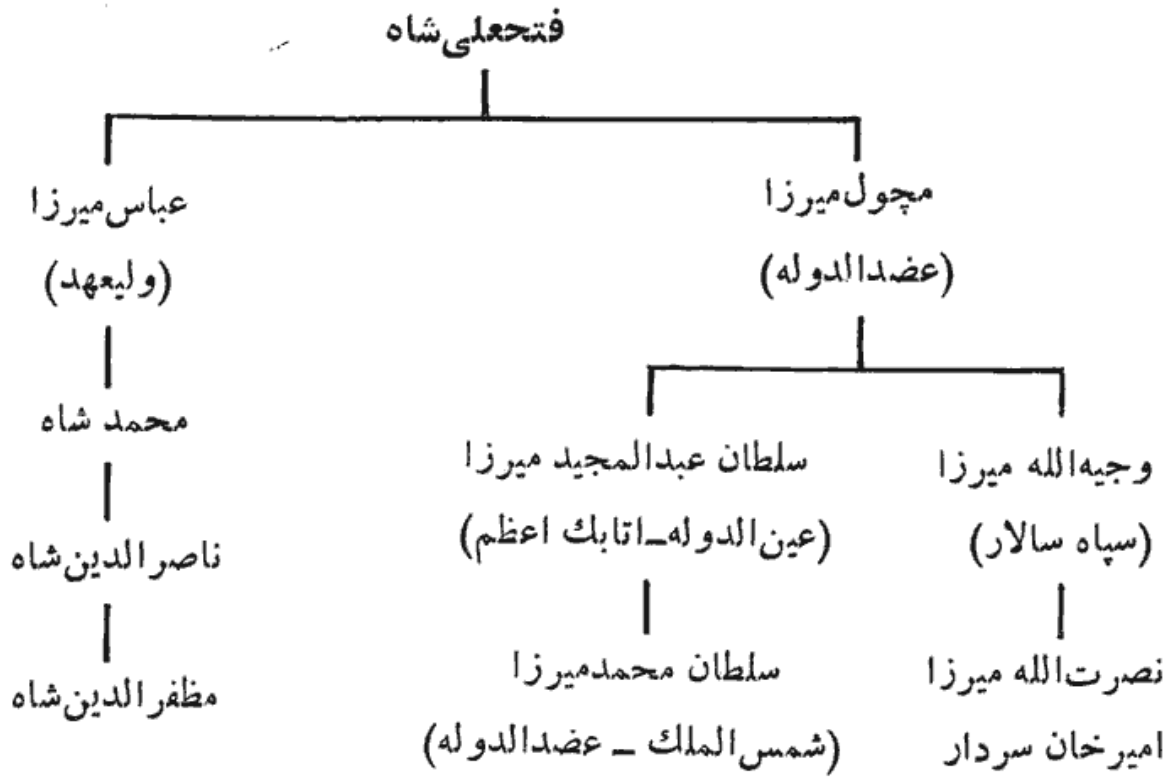 فتحعلی‌شاه
مچول‌میرزا
(عضدالدوله)
عباس‌میرزا
(ولیعهد)
وجیه‌الله میرزا
(سپاه سالار)
سلطان عبدالمجید میرزا
(عین‌الدوله_اتابك اعظم)
محمد شاه
ناصرالدین‌شاه
نصرت‌الله میرزا
امیرخان سردار
سلطان محمدمیرزا
(شمس‌الملك _ عضدالدوله)
مظفرالدین‌شاه